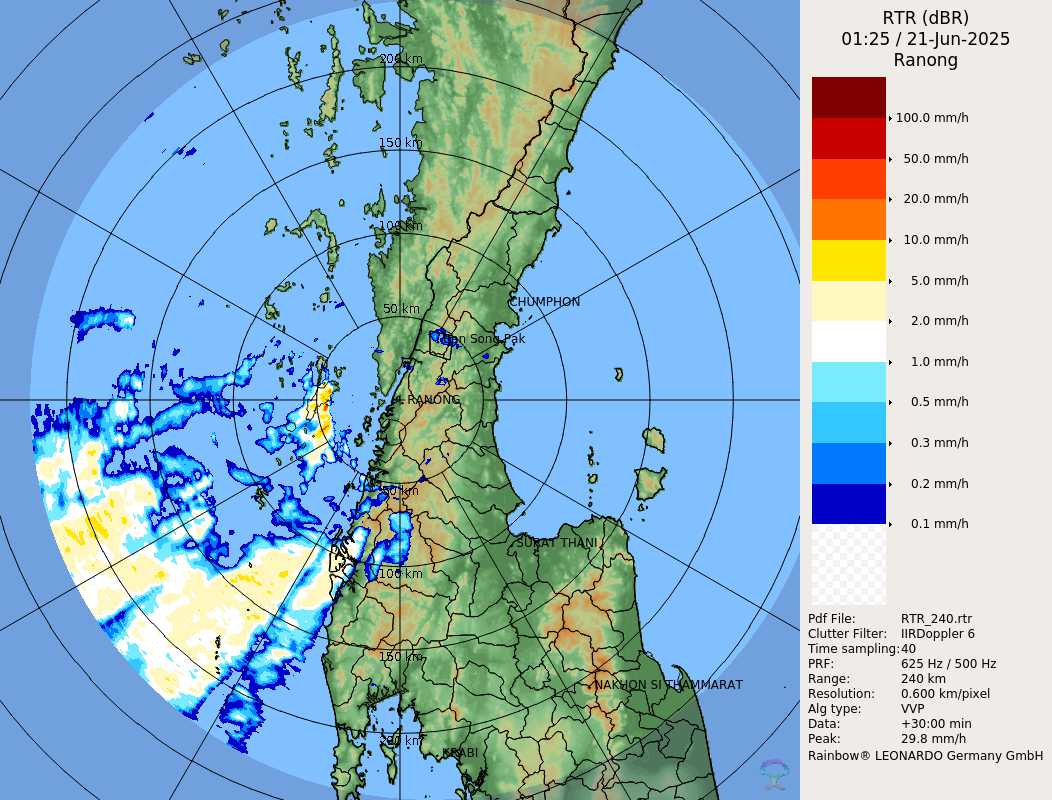 RTR (dBR)
01:25 / 21-Jun-2025
Ranong
100.0 mm/h
50.0 mm/h
20.0 mm/h
10.0 mm/h
5.0 mm/h
2.0 mm/h
1.0 mm/h
0.5 mm/h
0.3 mm/h
0.2 mm/h
0.1 mm/h
Pdf File: RTR_240.rtr
Clutter Filter: IIRDoppler 6
Time sampling: 40
PRF: 625 Hz / 500 Hz
Range: 240 km
Resolution: 0.600 km/pixel
Alg type: VVP
Data: +30:00 min
Peak: 29.8 mm/h
Rainbow® LEONARDO Germany GmbH
200 km
150 km
100 km
50 km
CHUMPHON
Song Pak
RANONG
50 km
SURAT THANI
100 km
150 km
NAKHON SI THAMMARAT
200 km
KRABI